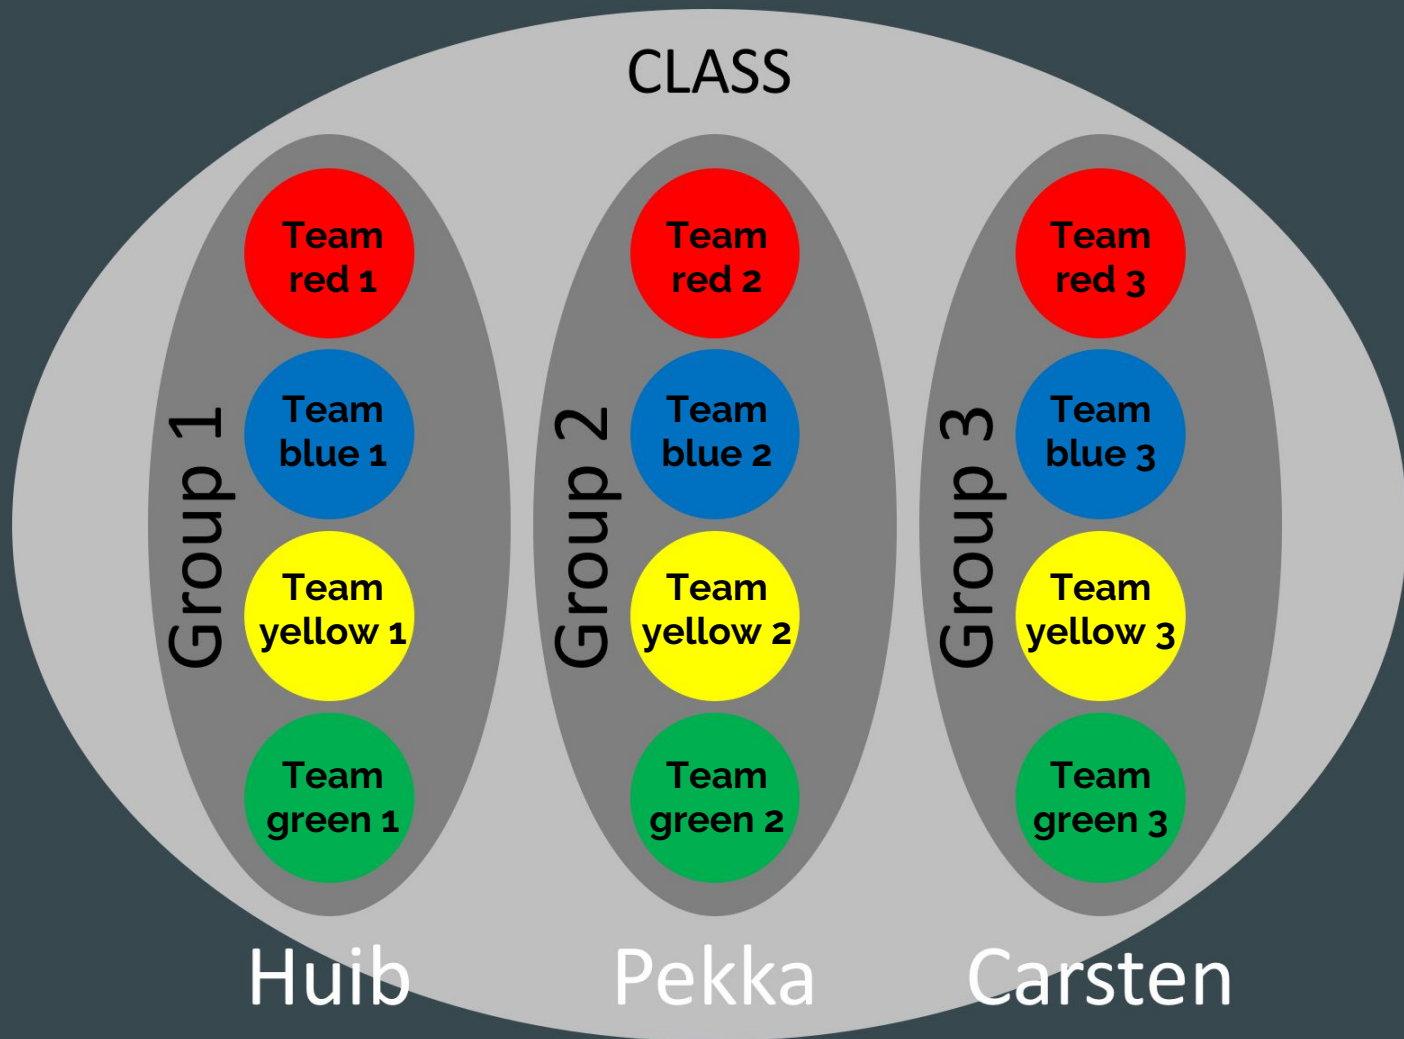 CLASS
Group 1
Team
red 1
Team
blue 1
Team
yellow 1
Team
green 1
Huib
Group 2
Team
red 2
Team
blue 2
Team
yellow 2
Team
green 2
Pekka
Group 3
Team
red 3
Team
blue 3
Team
yellow 3
Team
green 3
Carsten